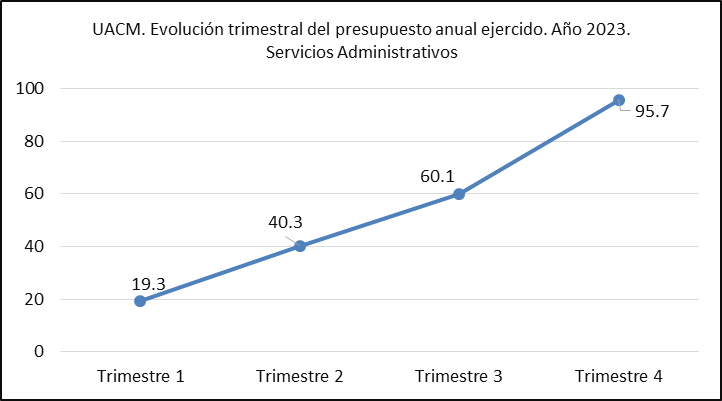 UACM. Evolución trimestral del presupuesto anual ejercido. Año 2023.
Servicios Administrativos
100
95.7
80
60.1
60
40.3
40
19.3
20
0
Trimestre 1
Trimestre 2
Trimestre 3
Trimestre 4